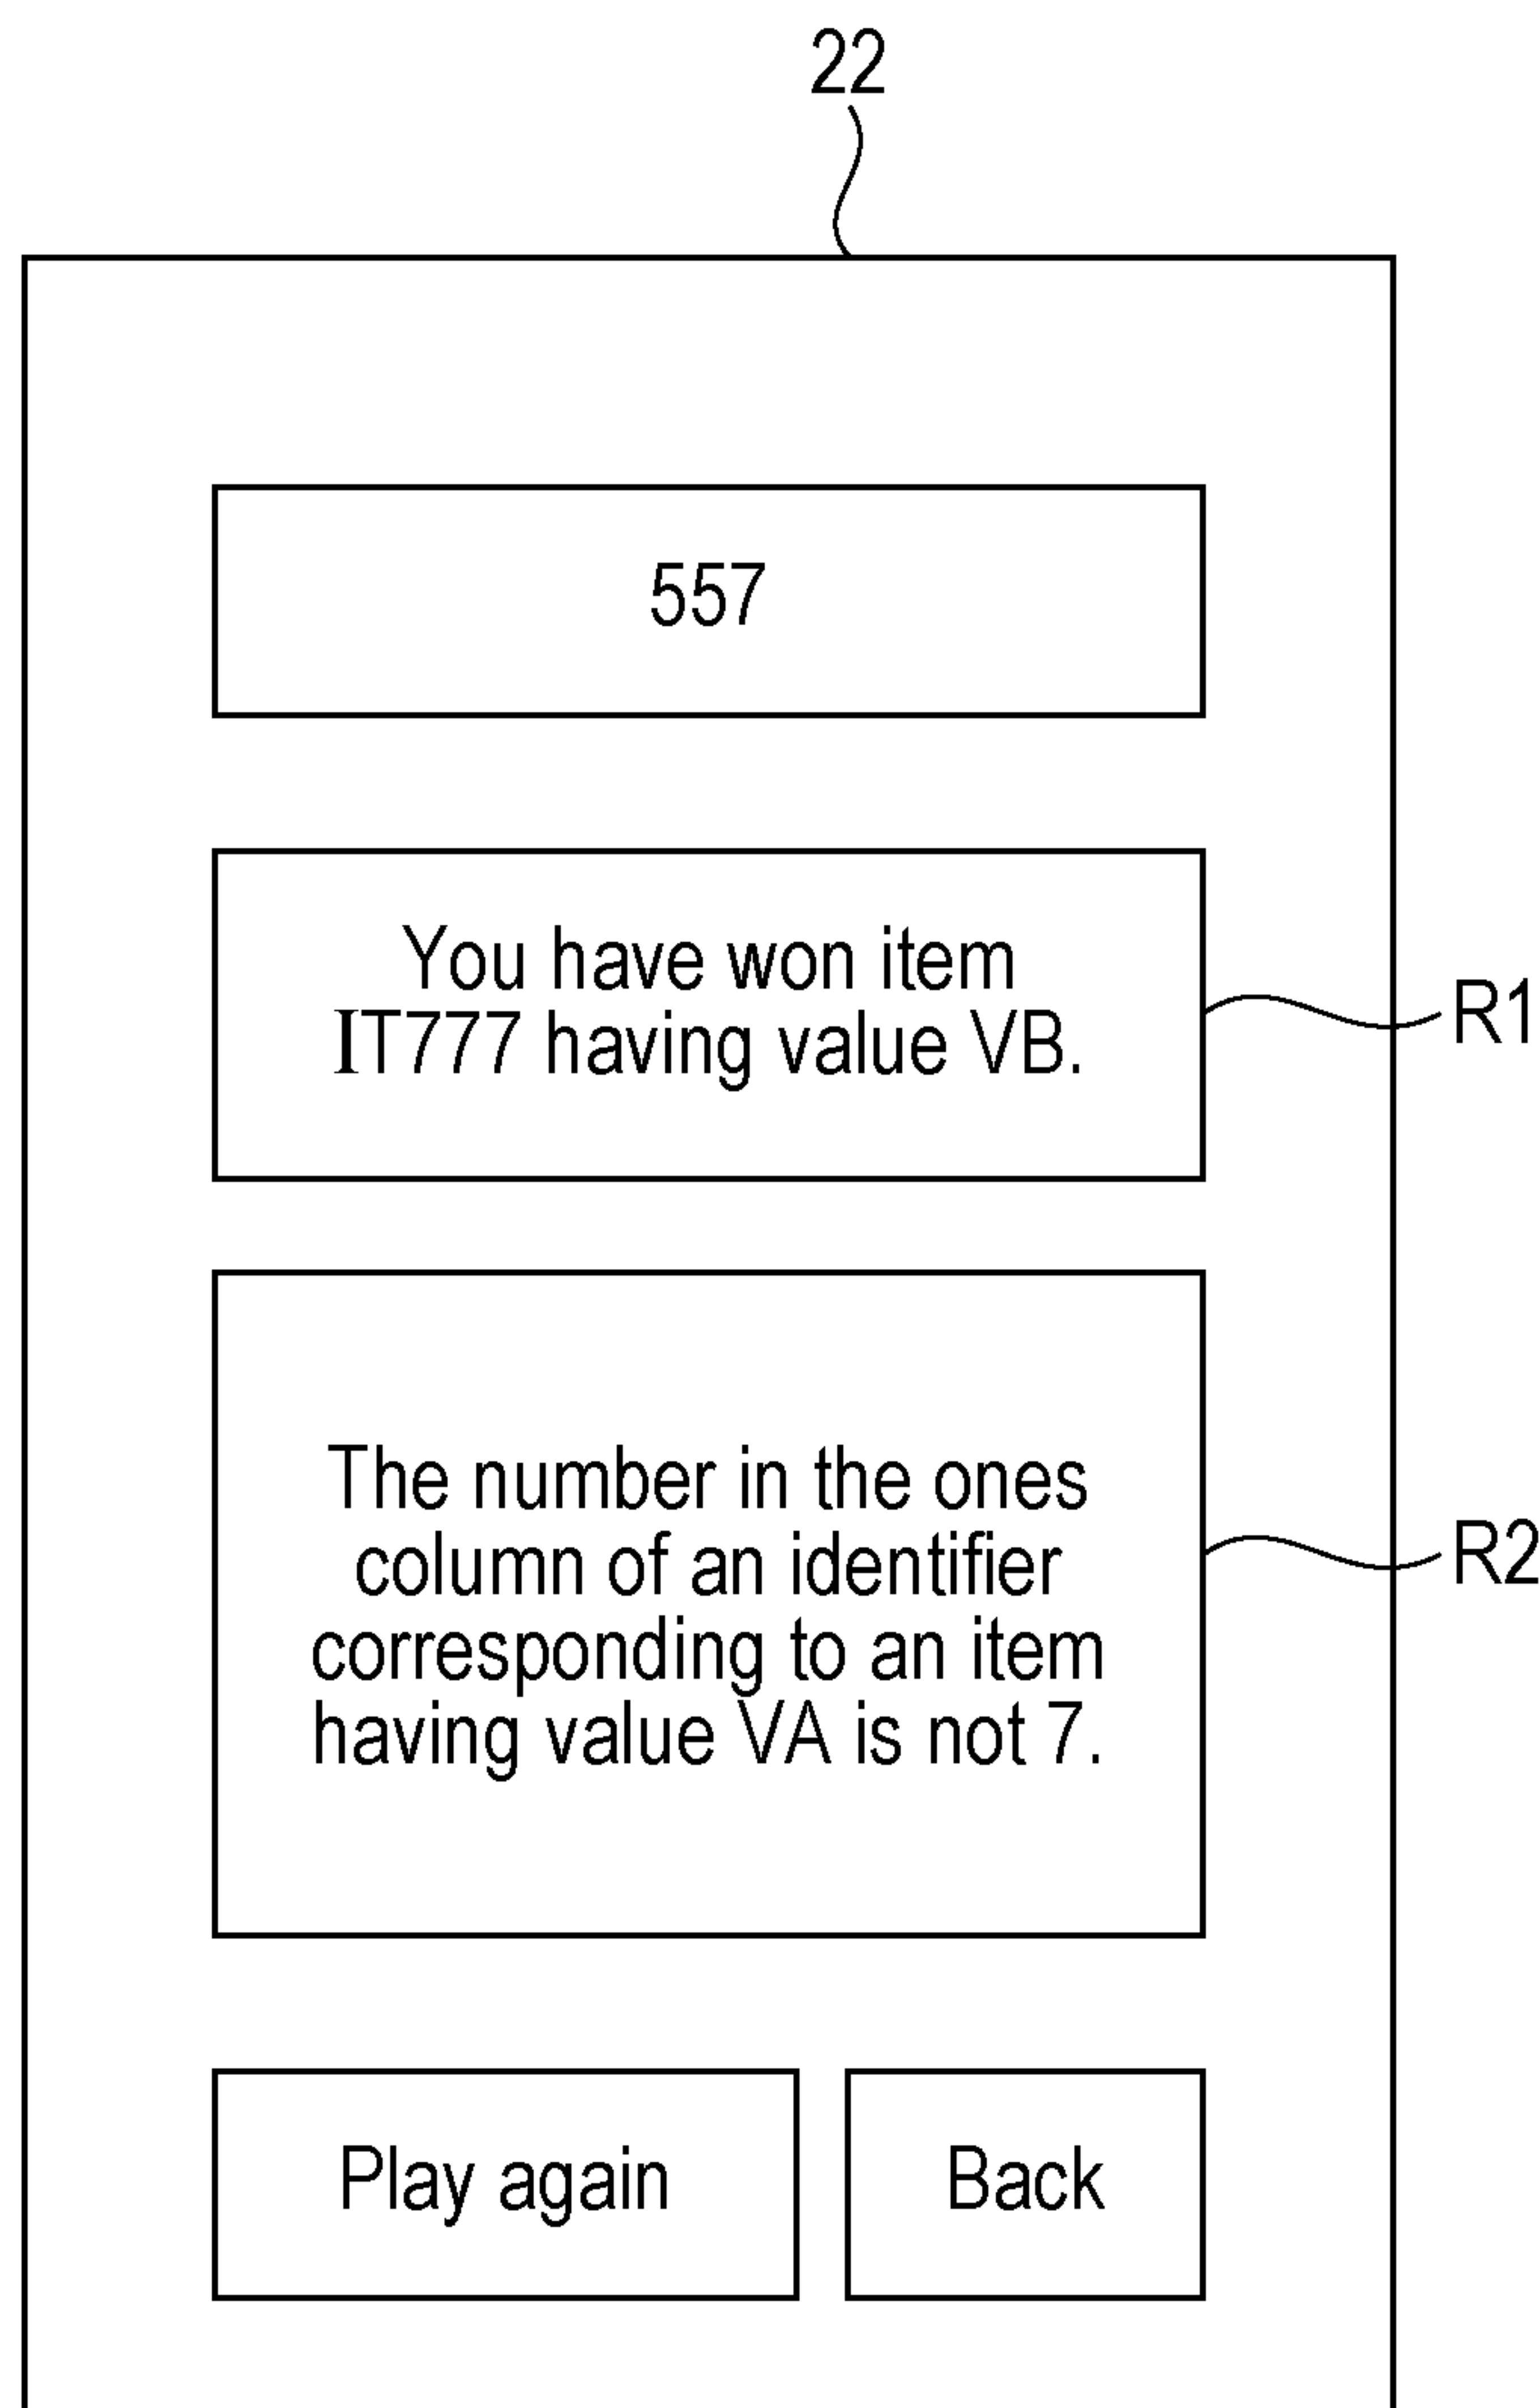 22
557
You have won item
IT777 having value VB.
R1
The number in the ones
column of an identifier
corresponding to an item
having value VA is not 7.
R2
Play again
Back